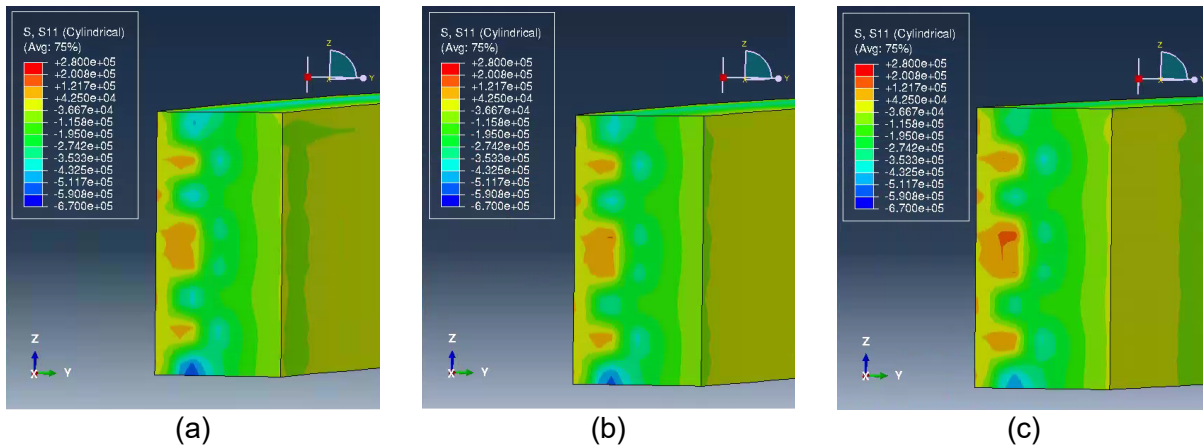 S, S11 (Cylindrical)
(Avg: 75%)
+2.800e+05
+2.008e+05
+1.217e+05
+4.250e+04
-3.667e+04
-1.158e+05
-1.950e+05
-2.742e+05
-3.533e+05
-4.325e+05
-5.117e+05
-5.908e+05
-6.700e+05
Z
X
Y
Z
X
Y
(a)
S, S11 (Cylindrical)
(Avg: 75%)
+2.800e+05
+2.008e+05
+1.217e+05
+4.250e+04
-3.667e+04
-1.158e+05
-1.950e+05
-2.742e+05
-3.533e+05
-4.325e+05
-5.117e+05
-5.908e+05
-6.700e+05
Z
X
Y
Z
X
Y
(b)
S, S11 (Cylindrical)
(Avg: 75%)
+2.800e+05
+2.008e+05
+1.217e+05
+4.250e+04
-3.667e+04
-1.158e+05
-1.950e+05
-2.742e+05
-3.533e+05
-4.325e+05
-5.117e+05
-5.908e+05
-6.700e+05
Z
X
Y
Z
X
Y
(c)